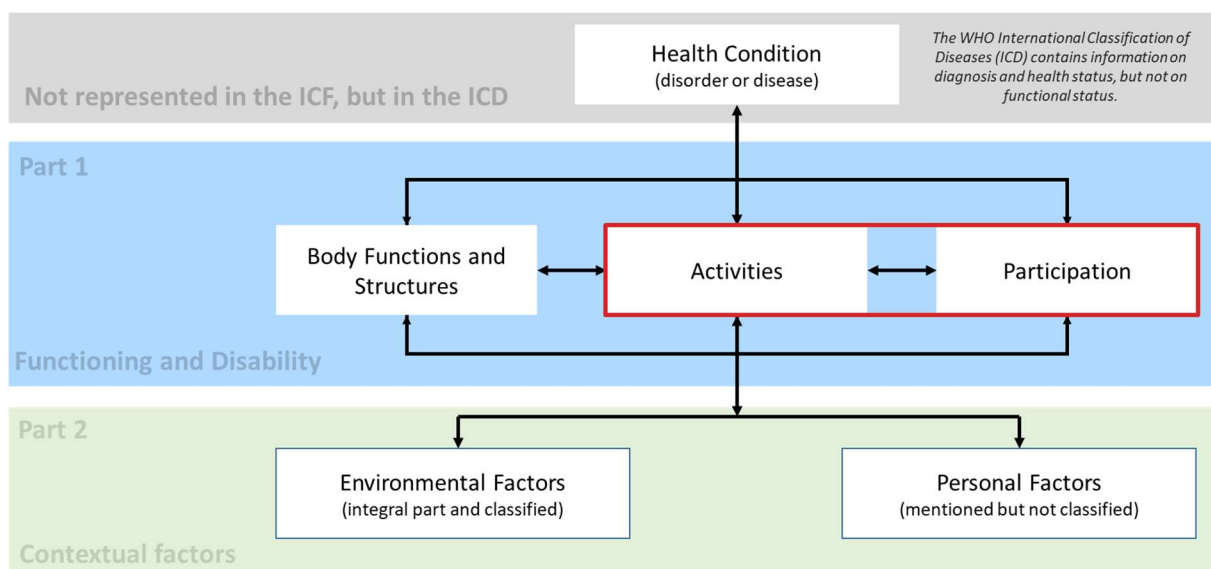 Health Condition
(disorder or disease)
The WHO International Classification of
Diseases (ICD) contains information on
diagnosis and health status, but not on
functional status.
Not represented in the ICF, but in the ICD
Part 1
Body Functions and
Structures
Activities
Participation
Functioning and Disability
Part 2
Environmental Factors
(integral part and classified)
Personal Factors
(mentioned but not classified)
Contextual factors